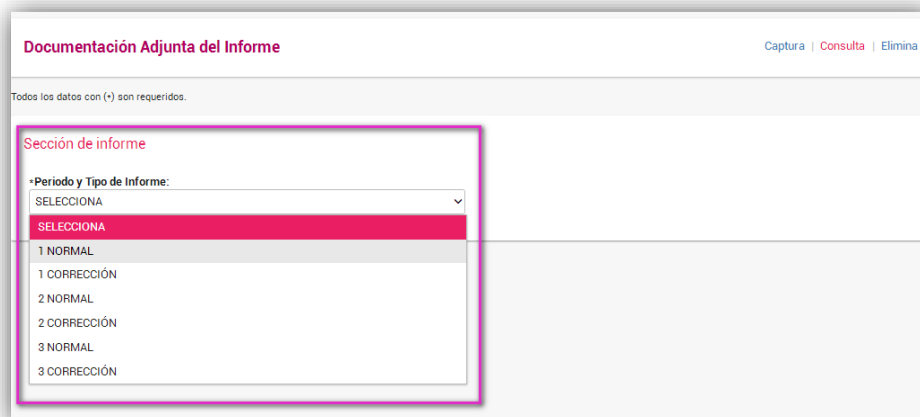 Documentación Adjunta del Informe
Captura | Consulta | Elimina
Todos los datos con (*) son requeridos.
Sección de informe
*Periodo y Tipo de Informe:
SELECCIONA
SELECCIONA
1 NORMAL
1 CORRECCIÓN
2 NORMAL
2 CORRECCIÓN
3 NORMAL
3 CORRECCIÓN